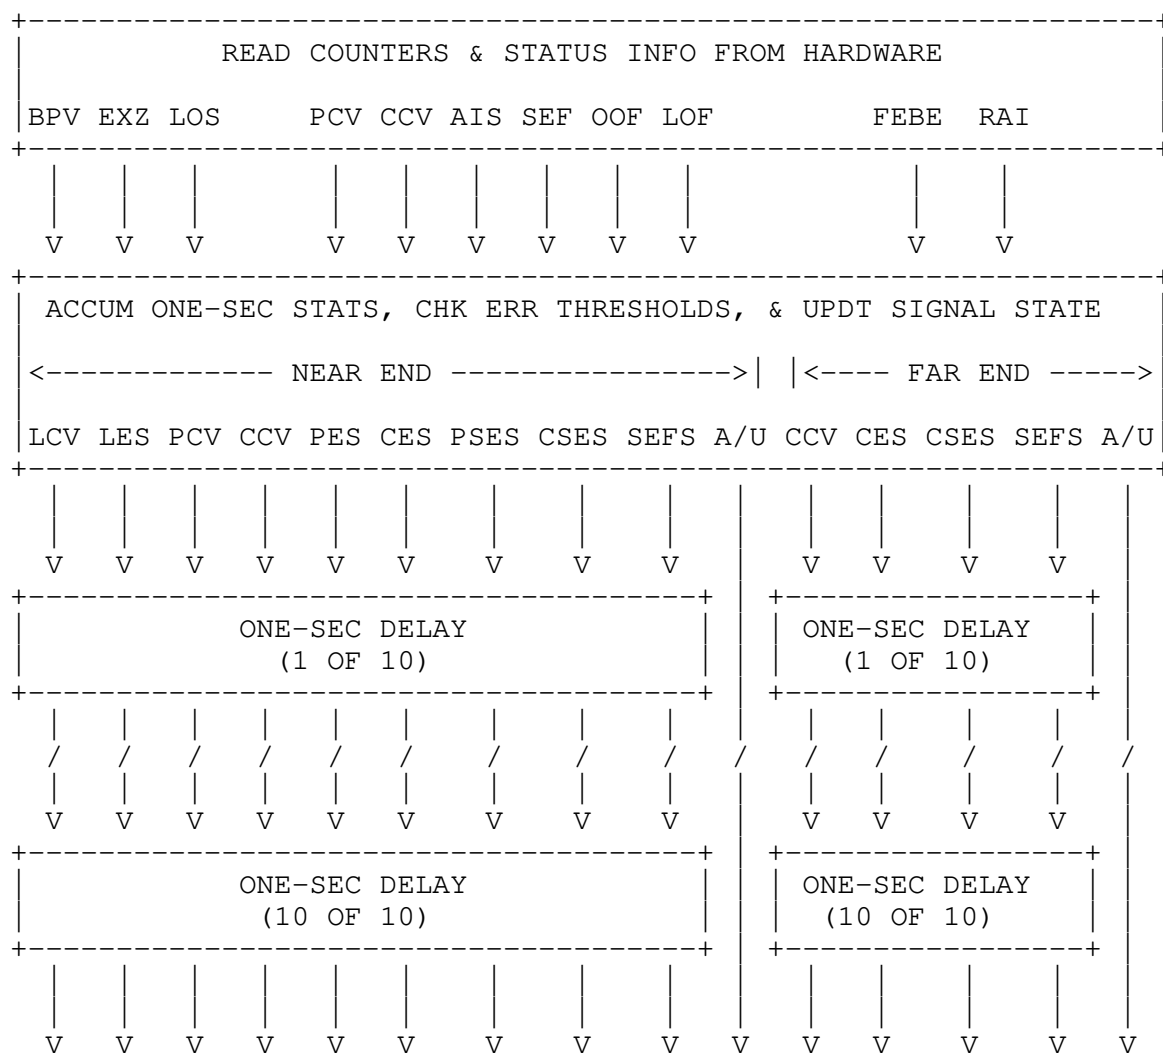 READ COUNTERS & STATUS INFO FROM HARDWARE
BPV EXZ LOS PCV CCV AIS SEF OOF LOF FEBE RAI
V V V V V V V V V V V
ACCUM ONE-SEC STATS, CHK ERR THRESHOLDS, & UPDT SIGNAL STATE
|<------------- NEAR END ---------------->| |<---- FAR END ----->|
LCV LES PCV CCV PES CES PSES CSES SEFS A/U CCV CES CSES SEFS A/U
V V V V V V V V V V V V V
ONE-SEC DELAY ONE-SEC DELAY
(1 OF 10) (1 OF 10)
/ / / / / / / / / / / / / / /
V V V V V V V V V V V V V
ONE-SEC DELAY ONE-SEC DELAY
(10 OF 10) (10 OF 10)
V V V V V V V V V V V V V V V